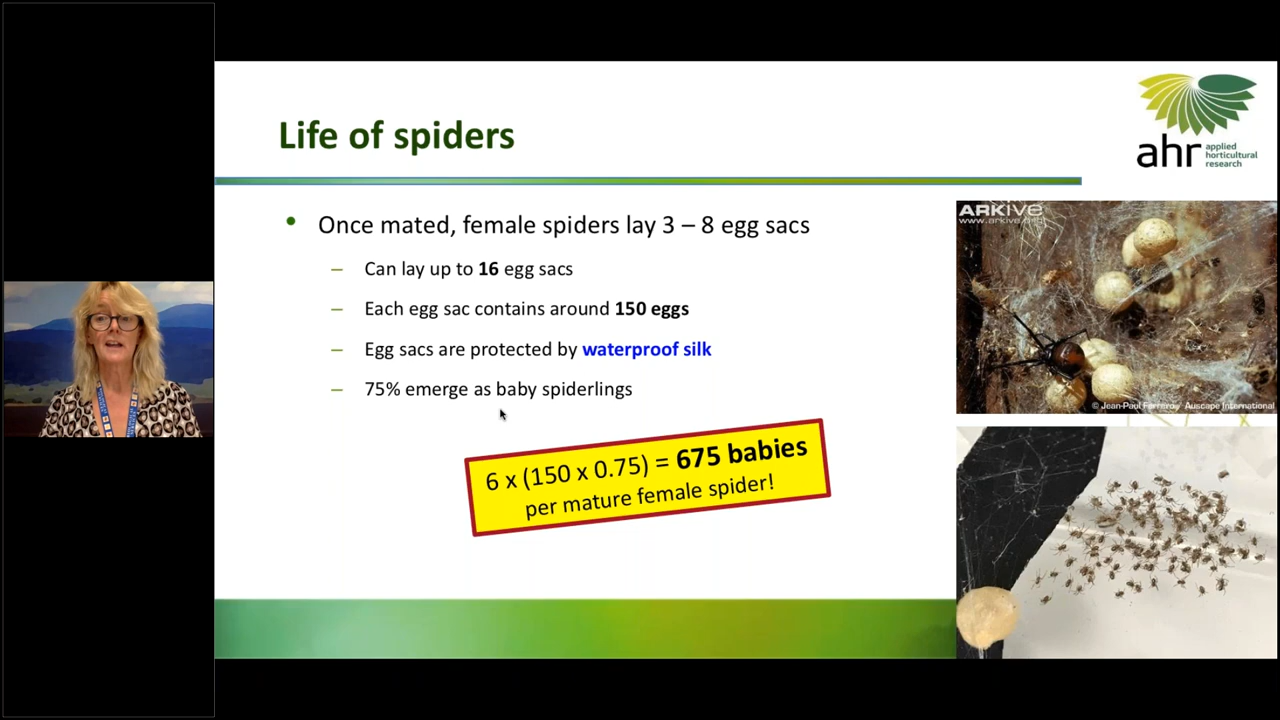 Life of spiders
ahr applied
horticultural
research
• Once mated, female spiders lay 3 – 8 egg sacs
– Can lay up to 16 egg sacs
– Each egg sac contains around 150 eggs
– Egg sacs are protected by waterproof silk
– 75% emerge as baby spiderlings
6 x (150 x 0.75) = 675 babies
per mature female spider!
ARKIVE
© Jean-Paul Ferrero / Auscape International